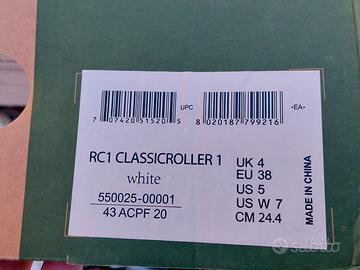 7 07420 51520 5
UPC
8 020187 799216
•EA•
RC1 CLASSICROLLER 1
white
550025-00001
43 ACPF 20
UK 4
EU 38
US 5
US W 7
CM 24.4
MADE IN CHINA
subito